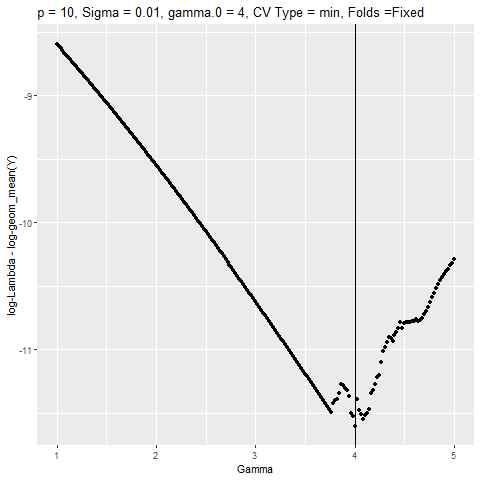 p = 10, Sigma = 0.01, gamma.0 = 4, CV Type = min, Folds =Fixed
log-Lambda - log-geom_mean(Y)
-9
-10
-11
1 2 3 4 5
Gamma